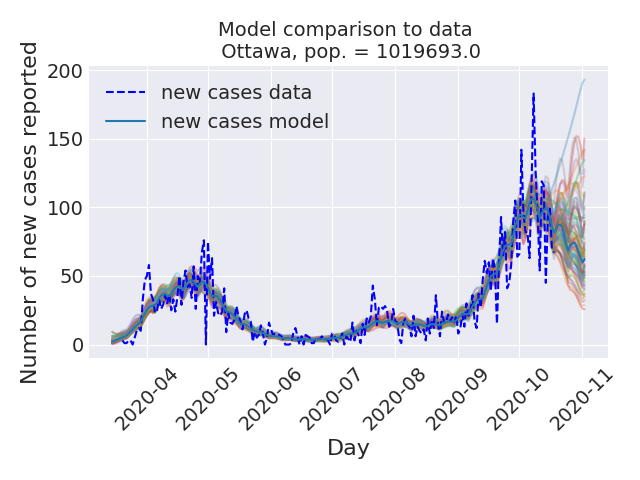 Model comparison to data
Ottawa, pop. = 1019693.0
new cases data
new cases model
Number of new cases reported
200
150
100
50
0
2020-04
2020-05
2020-06
2020-07
2020-08
2020-09
2020-10
2020-11
Day